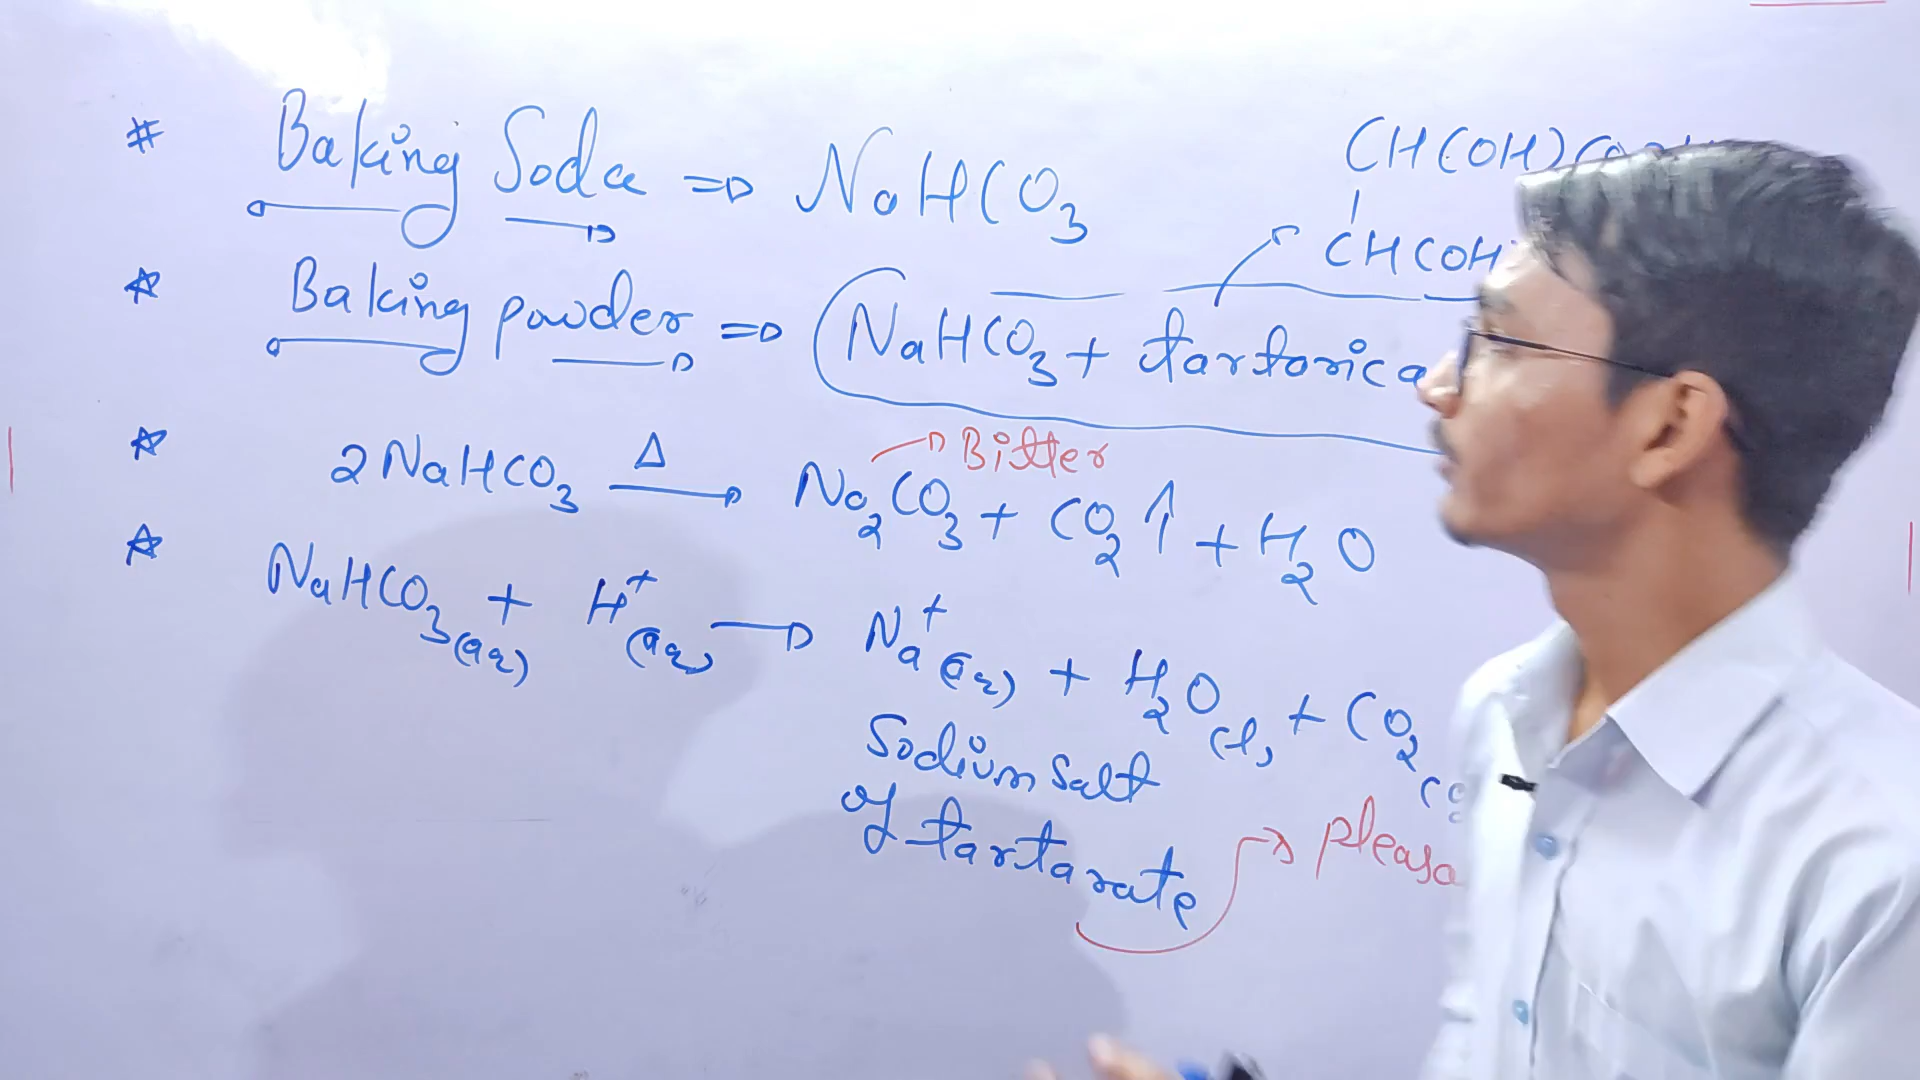 # Baking Soda ⇒ NaHCO₃
CH(OH)
CH(OH
☆ Baking powder ⇒ NaHCO₃ + tartarica
→ Bitter
☆ 2NaHCO₃ —Δ→ Na₂CO₃ + CO₂↑ + H₂O
☆ NaHCO₃(aq) + H⁺(aq) → Na⁺(aq) + H₂O(l) + CO₂
Sodium Salt
of tartarate → pleasa